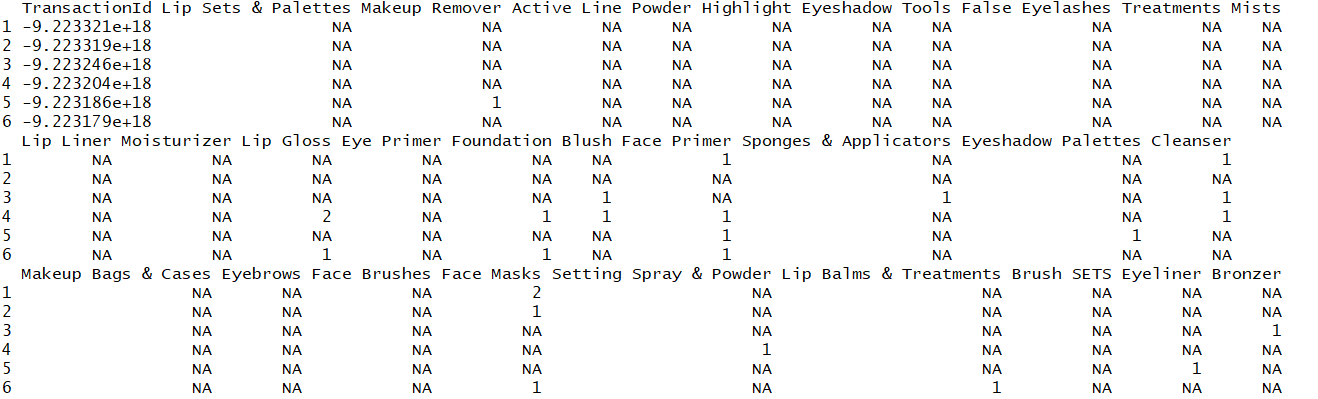 TransactionId Lip Sets & Palettes Makeup Remover Active Line Powder Highlight Eyeshadow Tools False Eyelashes Treatments Mists
1 -9.223321e+18 NA NA NA NA NA NA NA NA NA NA
2 -9.223319e+18 NA NA NA NA NA NA NA NA NA NA
3 -9.223246e+18 NA NA NA NA NA NA NA NA NA NA
4 -9.223204e+18 NA NA NA NA NA NA NA NA NA NA
5 -9.223186e+18 NA 1 NA NA NA NA NA NA NA NA
6 -9.223179e+18 NA NA NA NA NA NA NA NA NA NA
Lip Liner Moisturizer Lip Gloss Eye Primer Foundation Blush Face Primer Sponges & Applicators Eyeshadow Palettes Cleanser
1 NA NA NA NA NA NA 1 NA NA 1
2 NA NA NA NA NA NA NA NA NA NA
3 NA NA NA NA NA 1 NA 1 NA 1
4 NA NA 2 NA 1 1 1 NA NA 1
5 NA NA NA NA NA NA 1 NA 1 NA
6 NA NA 1 NA 1 NA 1 NA NA NA
Makeup Bags & Cases Eyebrows Face Brushes Face Masks Setting Spray & Powder Lip Balms & Treatments Brush SETS Eyeliner Bronzer
1 NA NA NA 2 NA NA NA NA NA
2 NA NA NA 1 NA NA NA NA NA
3 NA NA NA NA NA NA NA NA 1
4 NA NA NA NA 1 NA NA NA NA
5 NA NA NA NA NA NA NA 1 NA
6 NA NA NA 1 NA 1 NA NA NA